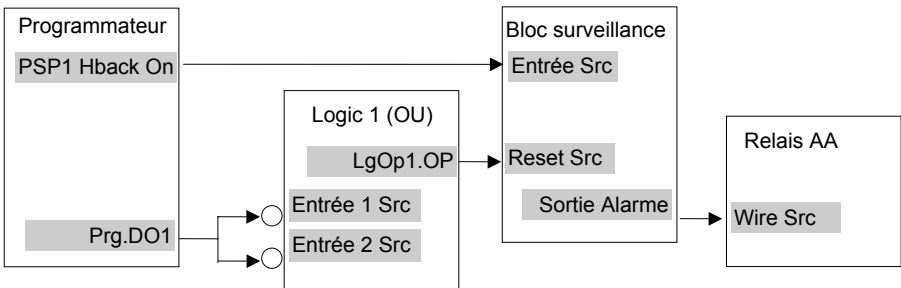 Programmateur
PSP1 Hback On
Prg.DO1
Logic 1 (OU)
LgOp1.OP
Entrée 1 Src
Entrée 2 Src
Bloc surveillance
Entrée Src
Reset Src
Sortie Alarme
Relais AA
Wire Src